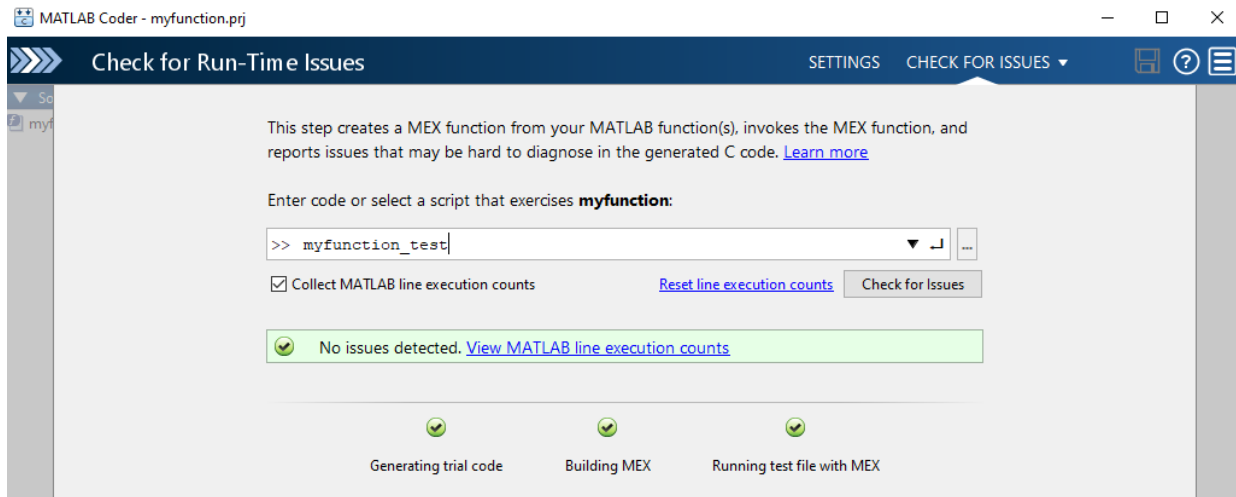 MATLAB Coder - myfunction.prj
Check for Run-Time Issues
SETTINGS
CHECK FOR ISSUES
This step creates a MEX function from your MATLAB function(s), invokes the MEX function, and
reports issues that may be hard to diagnose in the generated C code. Learn more
Enter code or select a script that exercises myfunction:
>> myfunction_test
...
Collect MATLAB line execution counts
Reset line execution counts
Check for Issues
No issues detected. View MATLAB line execution counts
Generating trial code
Building MEX
Running test file with MEX